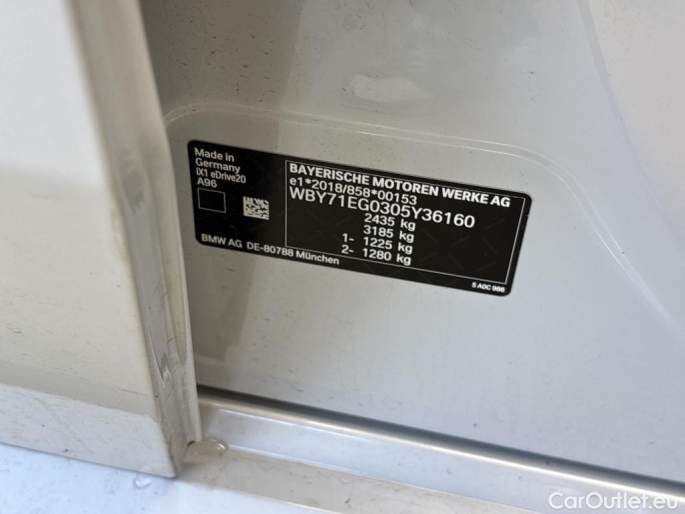 Made in
Germany
iX1 eDrive20
A96
BAYERISCHE MOTOREN WERKE AG
e1*2018/858*00153
WBY71EG0305Y36160
2435 kg
3185 kg
1- 1225 kg
2- 1280 kg
BMW AG DE-80788 München
5 A0C 986
CarOutlet.eu